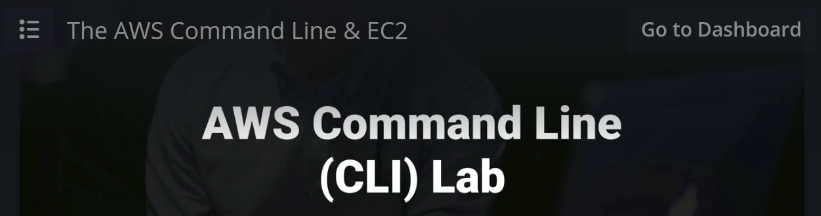 The AWS Command Line & EC2
Go to Dashboard
AWS Command Line
(CLI) Lab